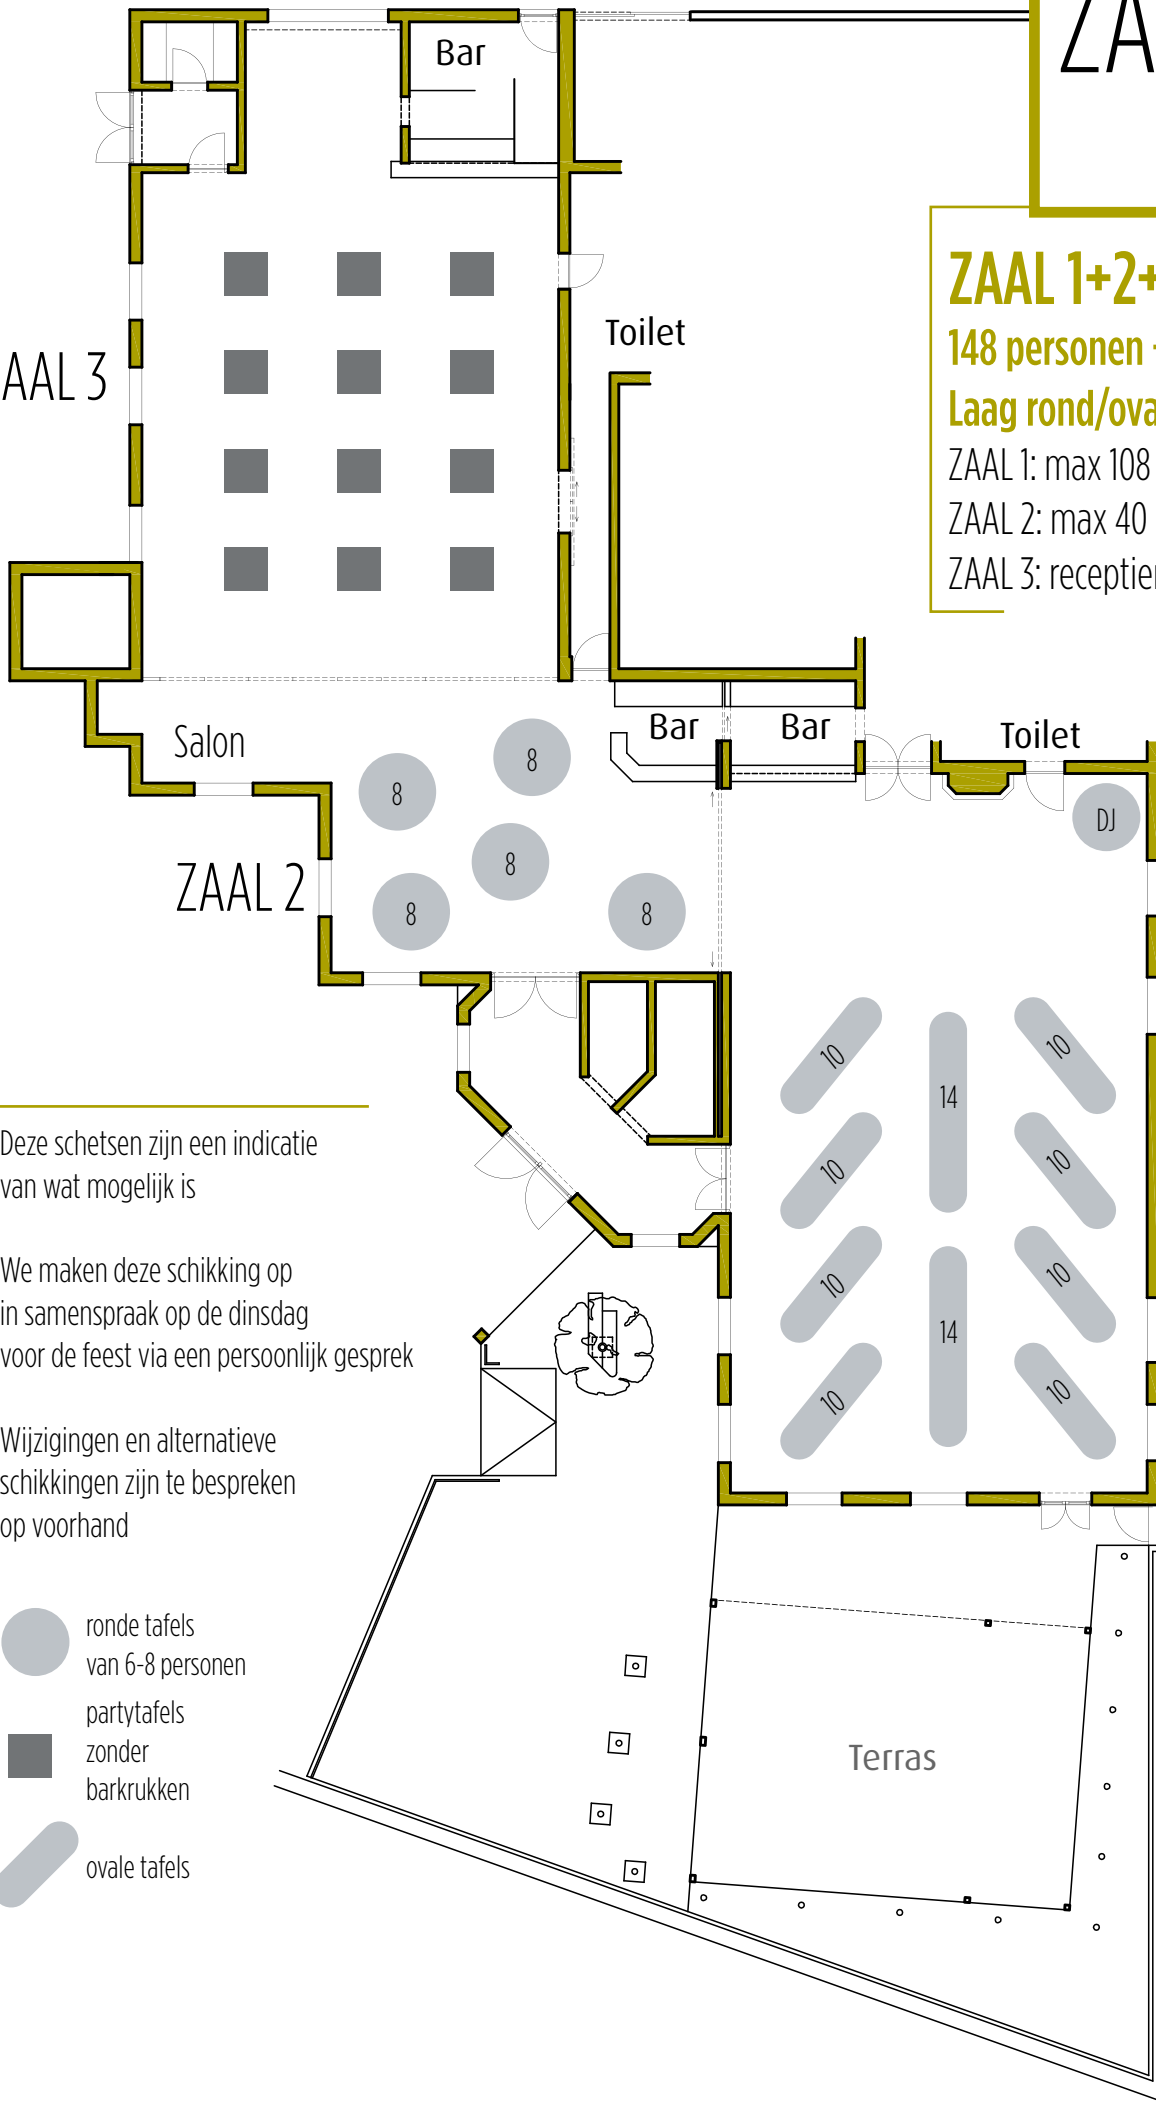 ZA
Bar
ZAAL 1+2+
148 personen
Laag rond/ova
ZAAL 1: max 108
ZAAL 2: max 40
ZAAL 3: receptie
Toilet
AAL 3
Salon
Bar
Bar
Toilet
DJ
8
8
8
8
8
ZAAL 2
10
14
10
10
10
10
14
10
10
10
Deze schetsen zijn een indicatie
van wat mogelijk is
We maken deze schikking op
in samenspraak op de dinsdag
voor de feest via een persoonlijk gesprek
Wijzigingen en alternatieve
schikkingen zijn te bespreken
op voorhand
ronde tafels
van 6-8 personen
partytafels
zonder
barkrukken
ovale tafels
Terras